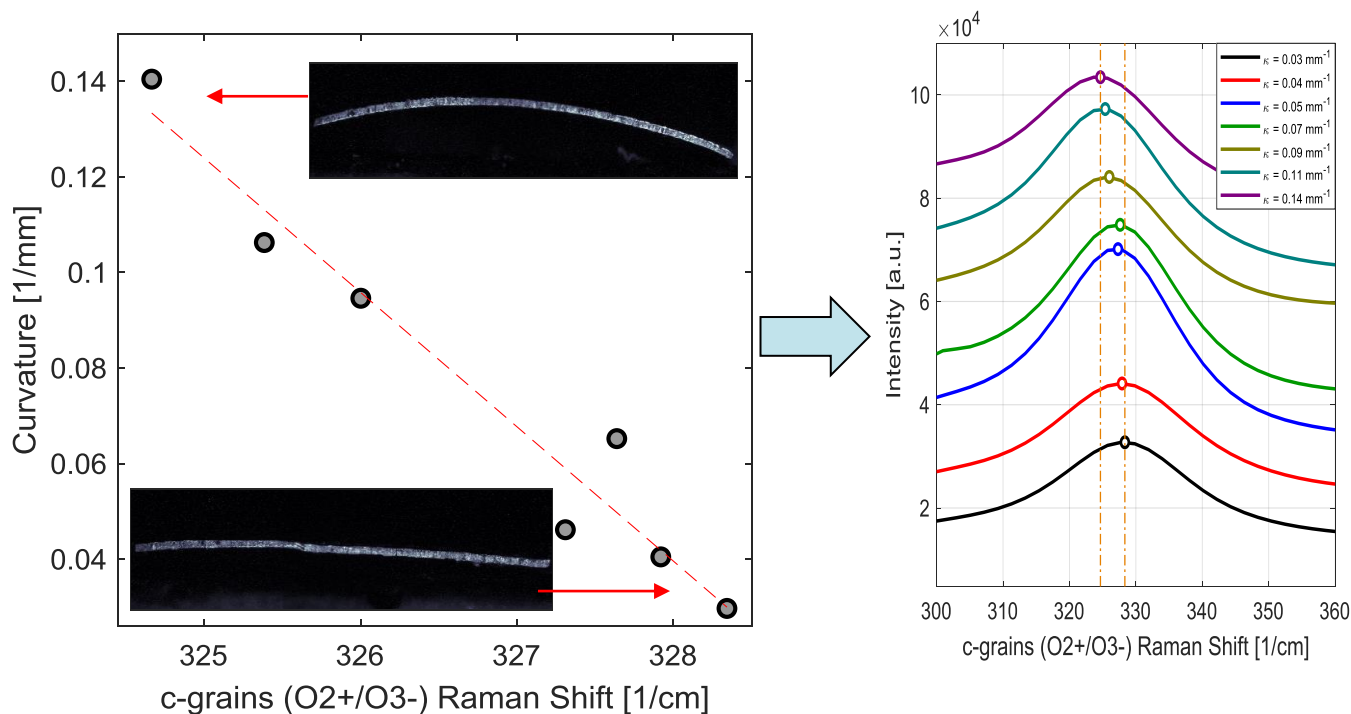 0.14
0.12
0.1
0.08
0.06
0.04
Curvature [1/mm]
325
326
327
328
c-grains (O2+/O3-) Raman Shift [1/cm]
×10⁴
10
8
6
4
2
Intensity [a.u.]
300
310
320
330
340
350
360
c-grains (O2+/O3-) Raman Shift [1/cm]
κ = 0.03 mm⁻¹
κ = 0.04 mm⁻¹
κ = 0.05 mm⁻¹
κ = 0.07 mm⁻¹
κ = 0.09 mm⁻¹
κ = 0.11 mm⁻¹
κ = 0.14 mm⁻¹